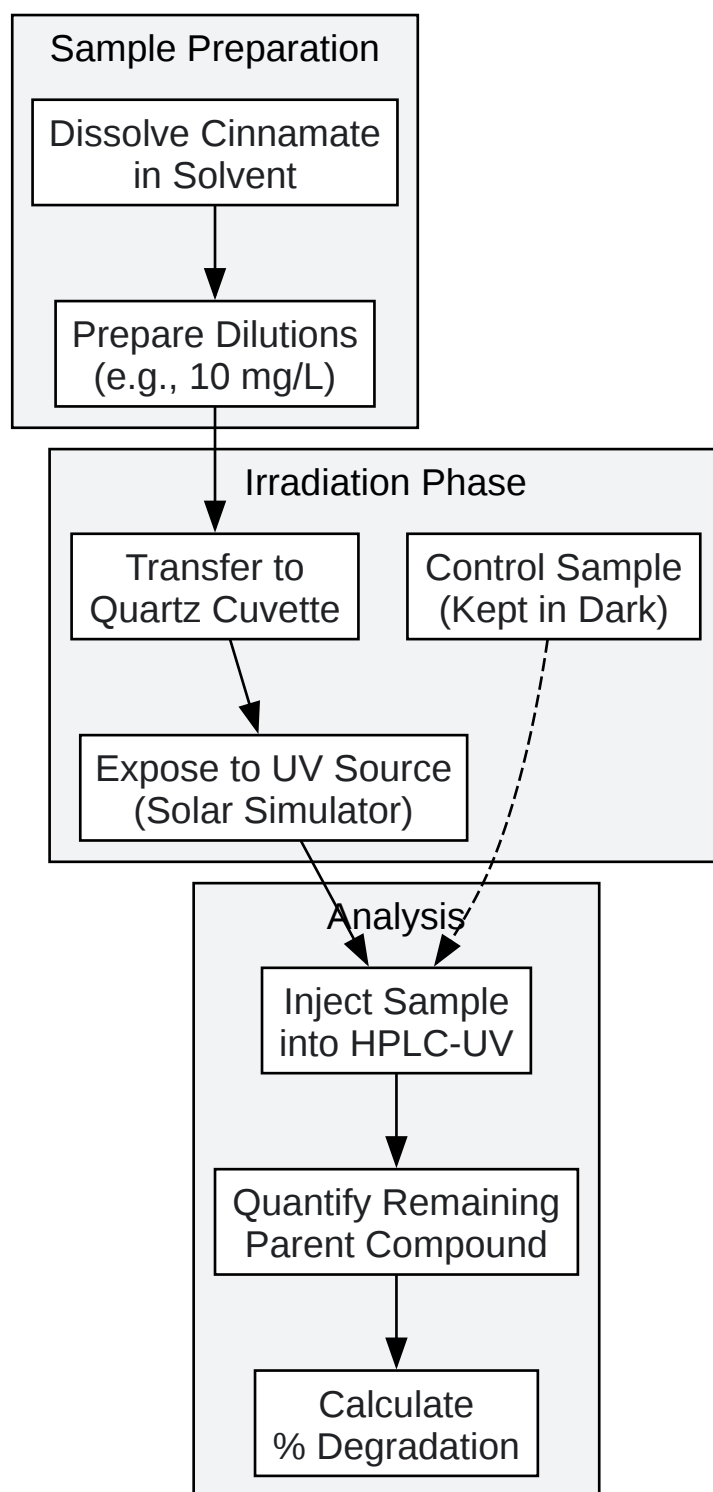 Sample Preparation
Dissolve Cinnamate
in Solvent
Prepare Dilutions
(e.g., 10 mg/L)
Irradiation Phase
Transfer to
Quartz Cuvette
Control Sample
(Kept in Dark)
Expose to UV Source
(Solar Simulator)
Analysis
Inject Sample
into HPLC-UV
Quantify Remaining
Parent Compound
Calculate
% Degradation